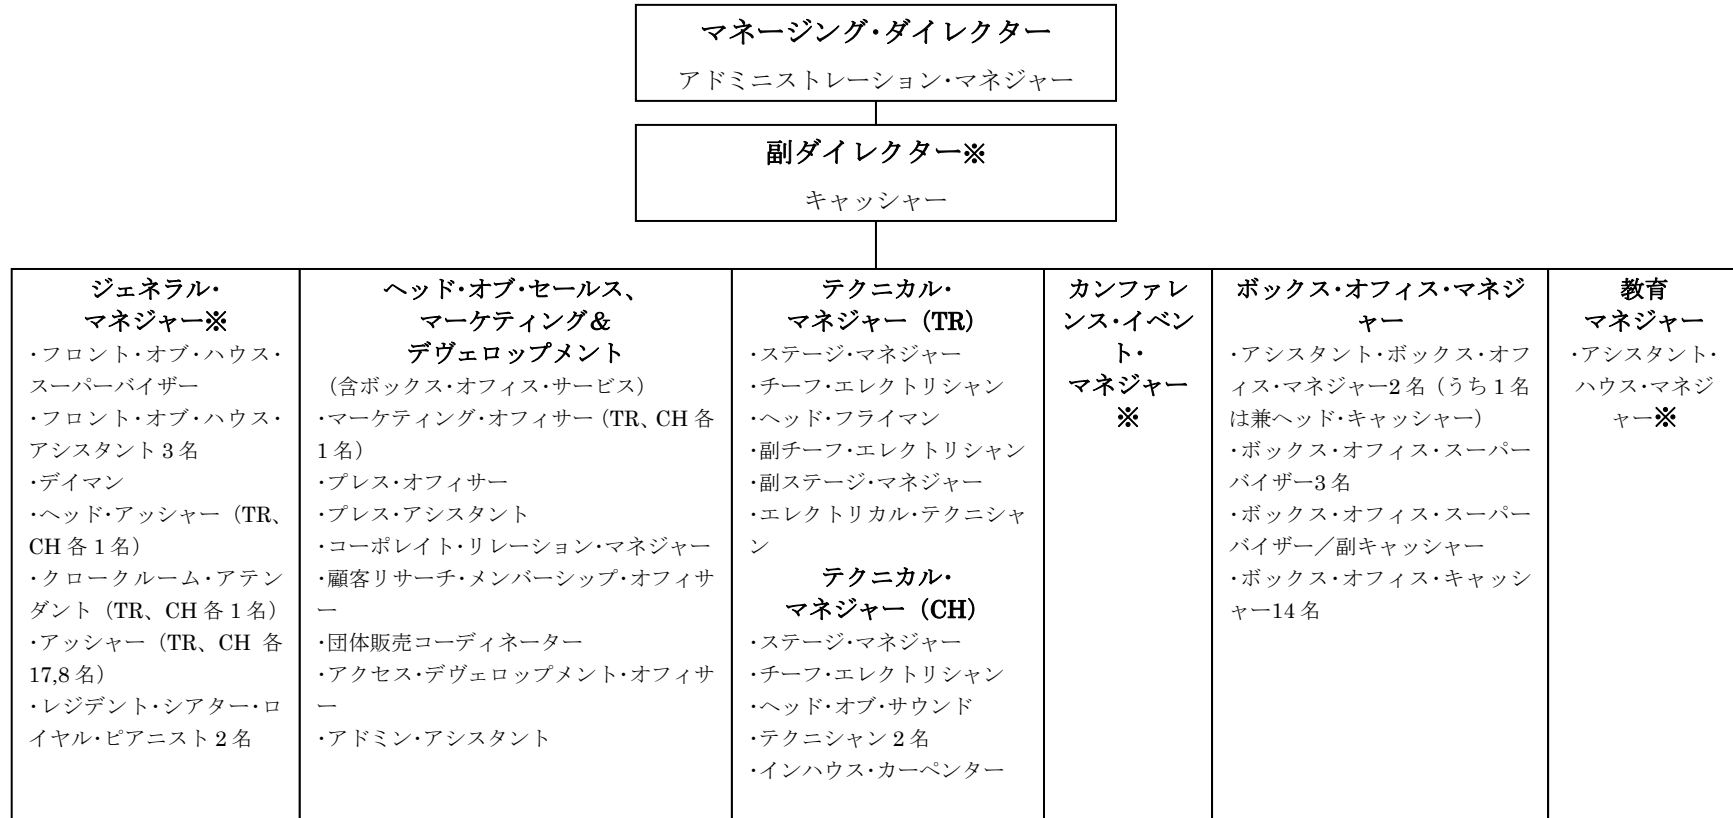 マネージング・ダイレクター
アドミニストレーション・マネジャー
副ダイレクター※
キャッシャー
ジェネラル・
マネジャー※
・フロント・オブ・ハウス・
スーパーバイザー
・フロント・オブ・ハウス・
アシスタント 3 名
・デイマン
・ヘッド・アッシャー（TR、
CH 各 1 名）
・クロークルーム・アテン
ダント（TR、CH 各 1 名）
・アッシャー（TR、CH 各
17,8 名）
・レジデント・シアター・ロ
イヤル・ピアニスト 2 名
ヘッド・オブ・セールス、
マーケティング＆
デヴェロップメント
（含ボックス・オフィス・サービス）
・マーケティング・オフィサー（TR、CH 各
1 名）
・プレス・オフィサー
・プレス・アシスタント
・コーポレイト・リレーション・マネジャー
・顧客リサーチ・メンバーシップ・オフィサ
ー
・団体販売コーディネーター
・アクセス・デヴェロップメント・オフィサ
ー
・アドミン・アシスタント
テクニカル・
マネジャー（TR）
・ステージ・マネジャー
・チーフ・エレクトリシャン
・ヘッド・フライマン
・副チーフ・エレクトリシャン
・副ステージ・マネジャー
・エレクトリカル・テクニシャ
ン
テクニカル・
マネジャー（CH）
・ステージ・マネジャー
・チーフ・エレクトリシャン
・ヘッド・オブ・サウンド
・テクニシャン 2 名
・インハウス・カーペンター
カンファレ
ンス・イベン
ト・
マネジャー
※
ボックス・オフィス・マネジ
ャー
・アシスタント・ボックス・オフ
ィス・マネジャー2 名（うち 1 名
は兼ヘッド・キャッシャー）
・ボックス・オフィス・スーパー
バイザー3 名
・ボックス・オフィス・スーパー
バイザー／副キャッシャー
・ボックス・オフィス・キャッシ
ャー14 名
教育
マネジャー
・アシスタント・
ハウス・マネジ
ャー※